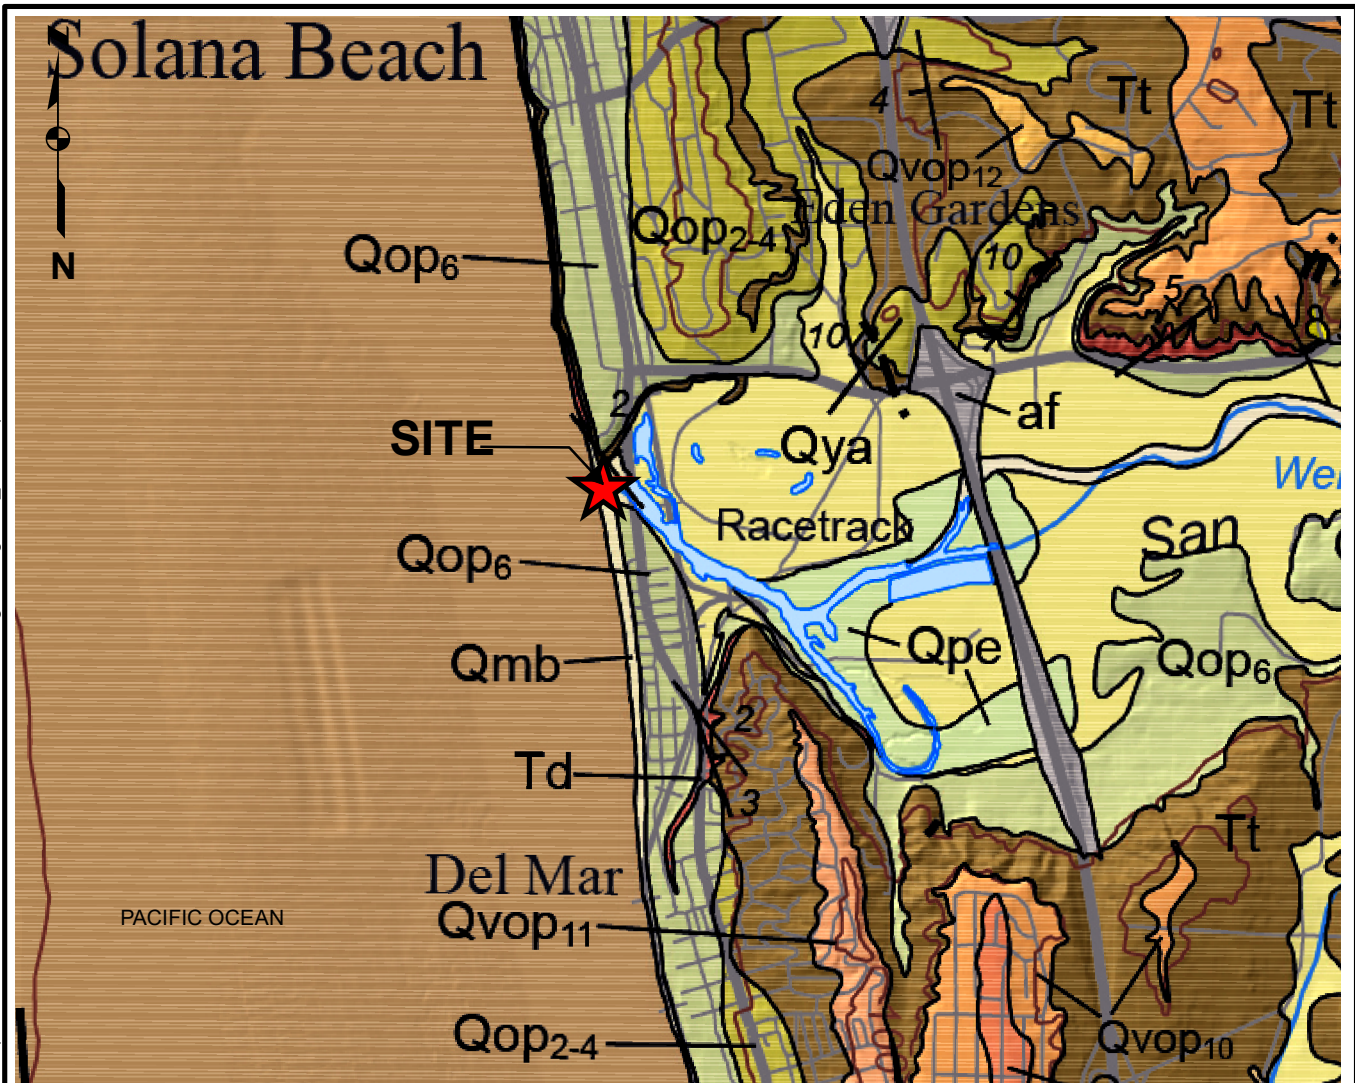 Solana Beach
Tt
Tt
4
Qvop12
Eden Gardens
Qop2-4
Qop6
N
10
5
10
8
2
af
SITE
Qya
Racetrack
San
Qop6
Qpe
Qmb
Qop6
2
Td
3
Tt
Del Mar
PACIFIC OCEAN
Qvop11
Qop2-4
Qvop10